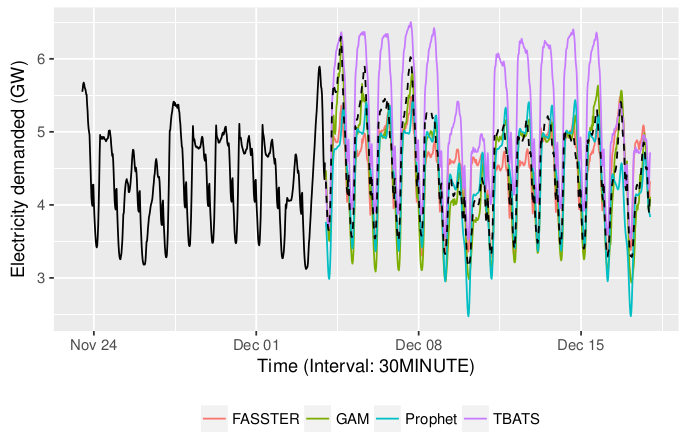 Electricity demanded (GW)
6
5
4
3
Nov 24
Dec 01
Dec 08
Dec 15
Time (Interval: 30MINUTE)
FASSTER
GAM
Prophet
TBATS